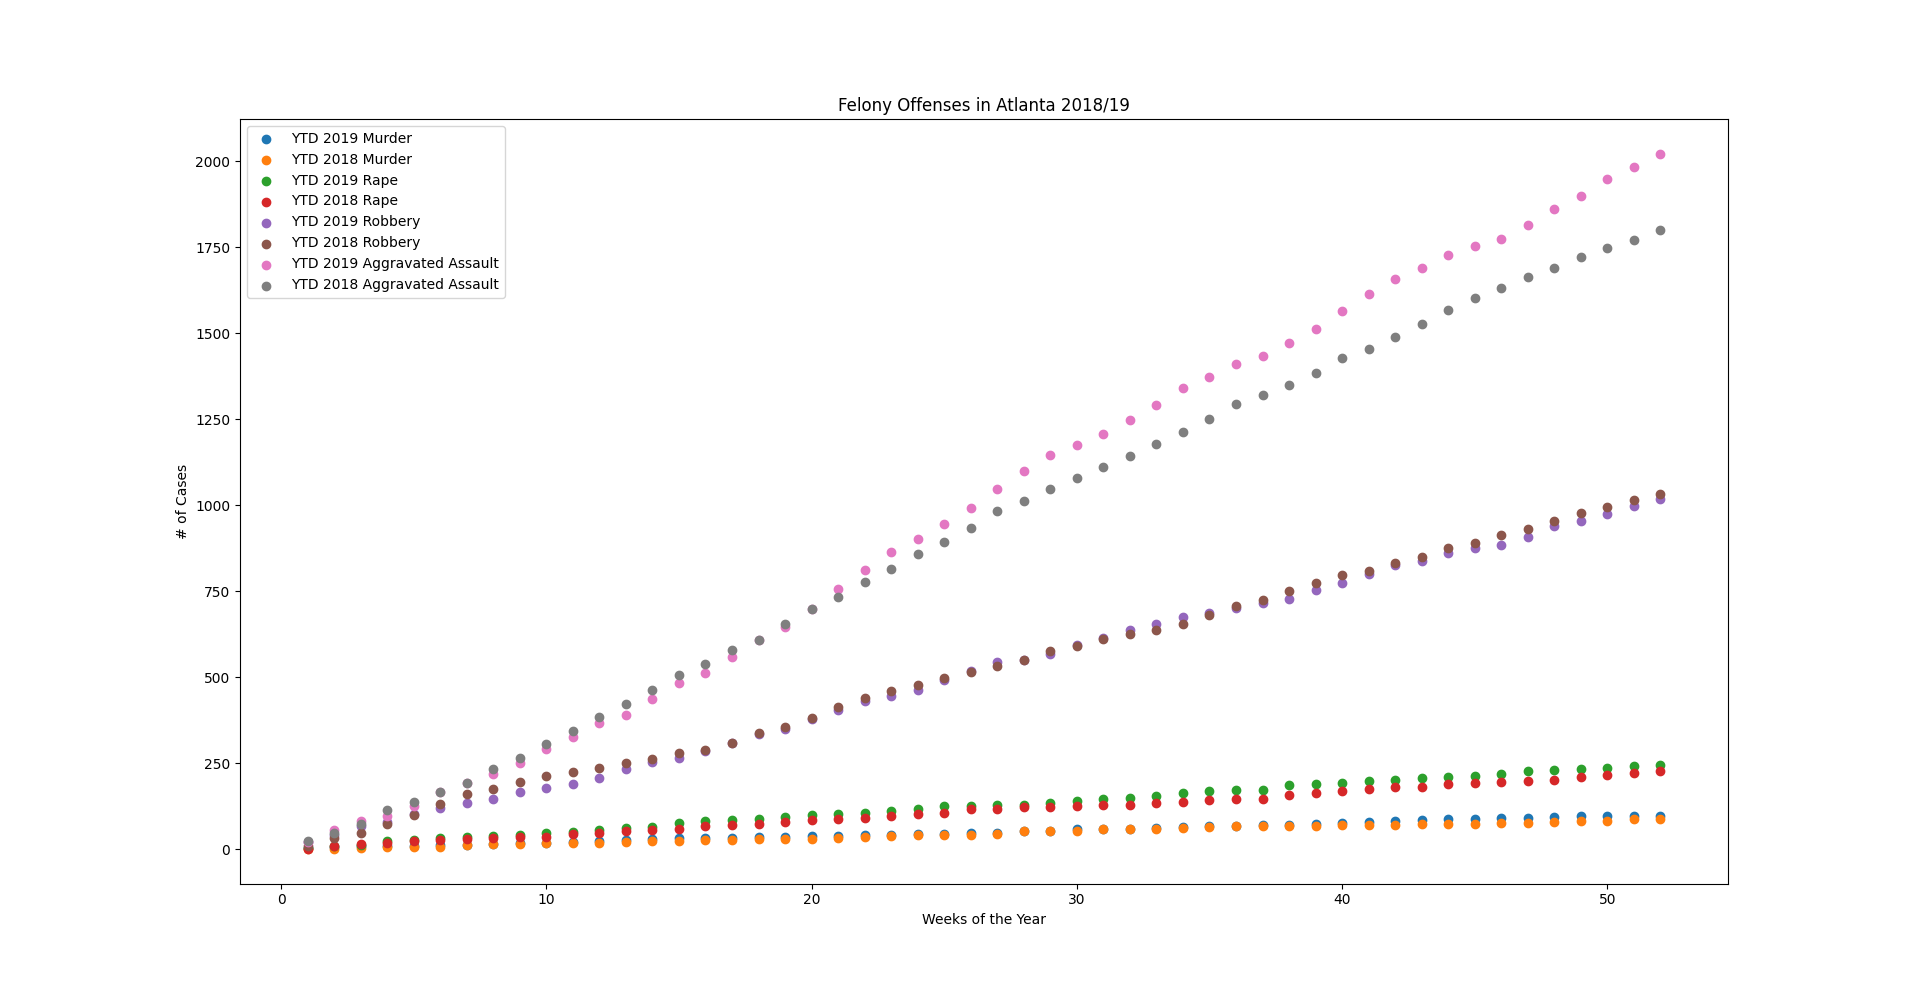 Felony Offenses in Atlanta 2018/19
YTD 2019 Murder
YTD 2018 Murder
YTD 2019 Rape
YTD 2018 Rape
YTD 2019 Robbery
YTD 2018 Robbery
YTD 2019 Aggravated Assault
YTD 2018 Aggravated Assault
2000
1750
1500
1250
1000
750
500
250
0
# of Cases
0 10 20 30 40 50
Weeks of the Year